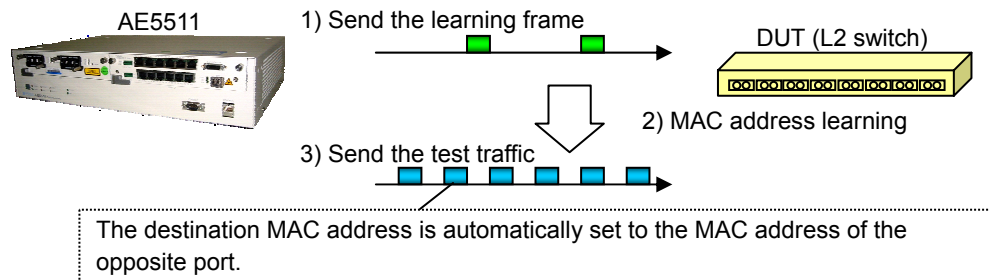 AE5511
1) Send the learning frame
DUT (L2 switch)
2) MAC address learning
3) Send the test traffic
The destination MAC address is automatically set to the MAC address of the
opposite port.